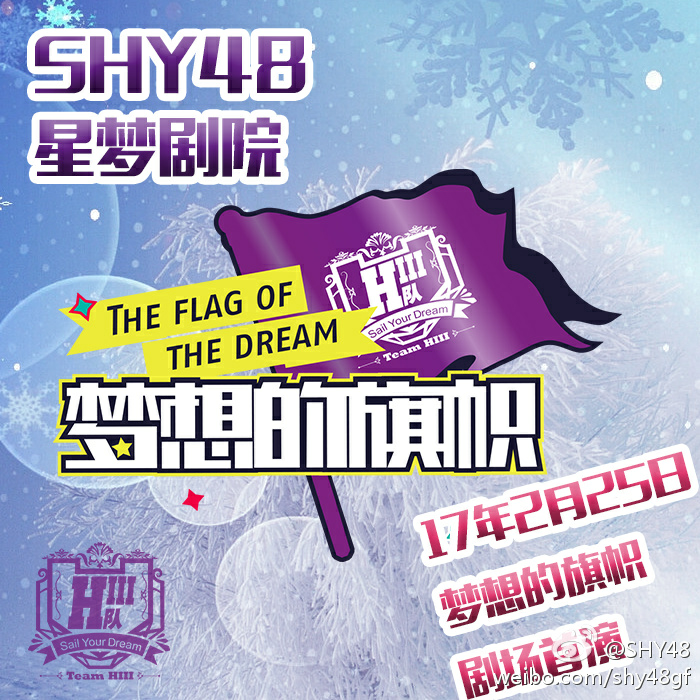 SHY48
星梦剧院
HIII
队
Sail Your Dream
Team HIII
THE FLAG OF
THE DREAM
梦想的旗帜
17年2月25日
梦想的旗帜
剧场首演
HIII
队
Sail Your Dream
Team HIII
@SHY48
weibo.com/shy48gf